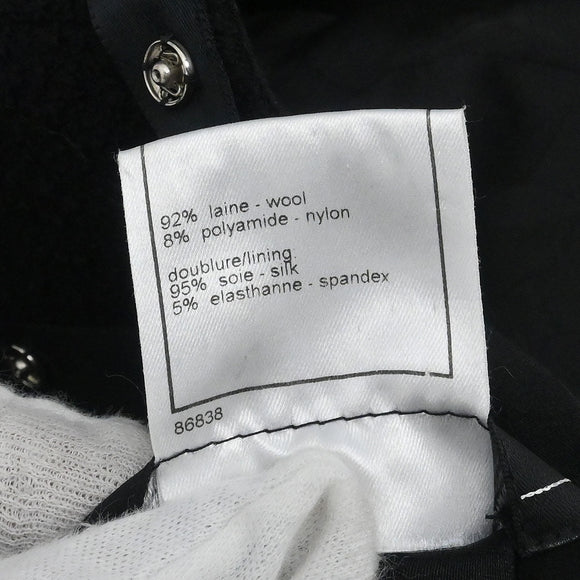 92% laine - wool
8% polyamide - nylon
doublure/lining:
95% soie - silk
5% elasthanne - spandex
86838